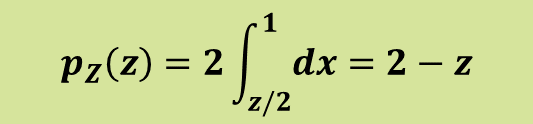 p_Z(z) = 2 ∫_{z/2}^{1} dx = 2 − z